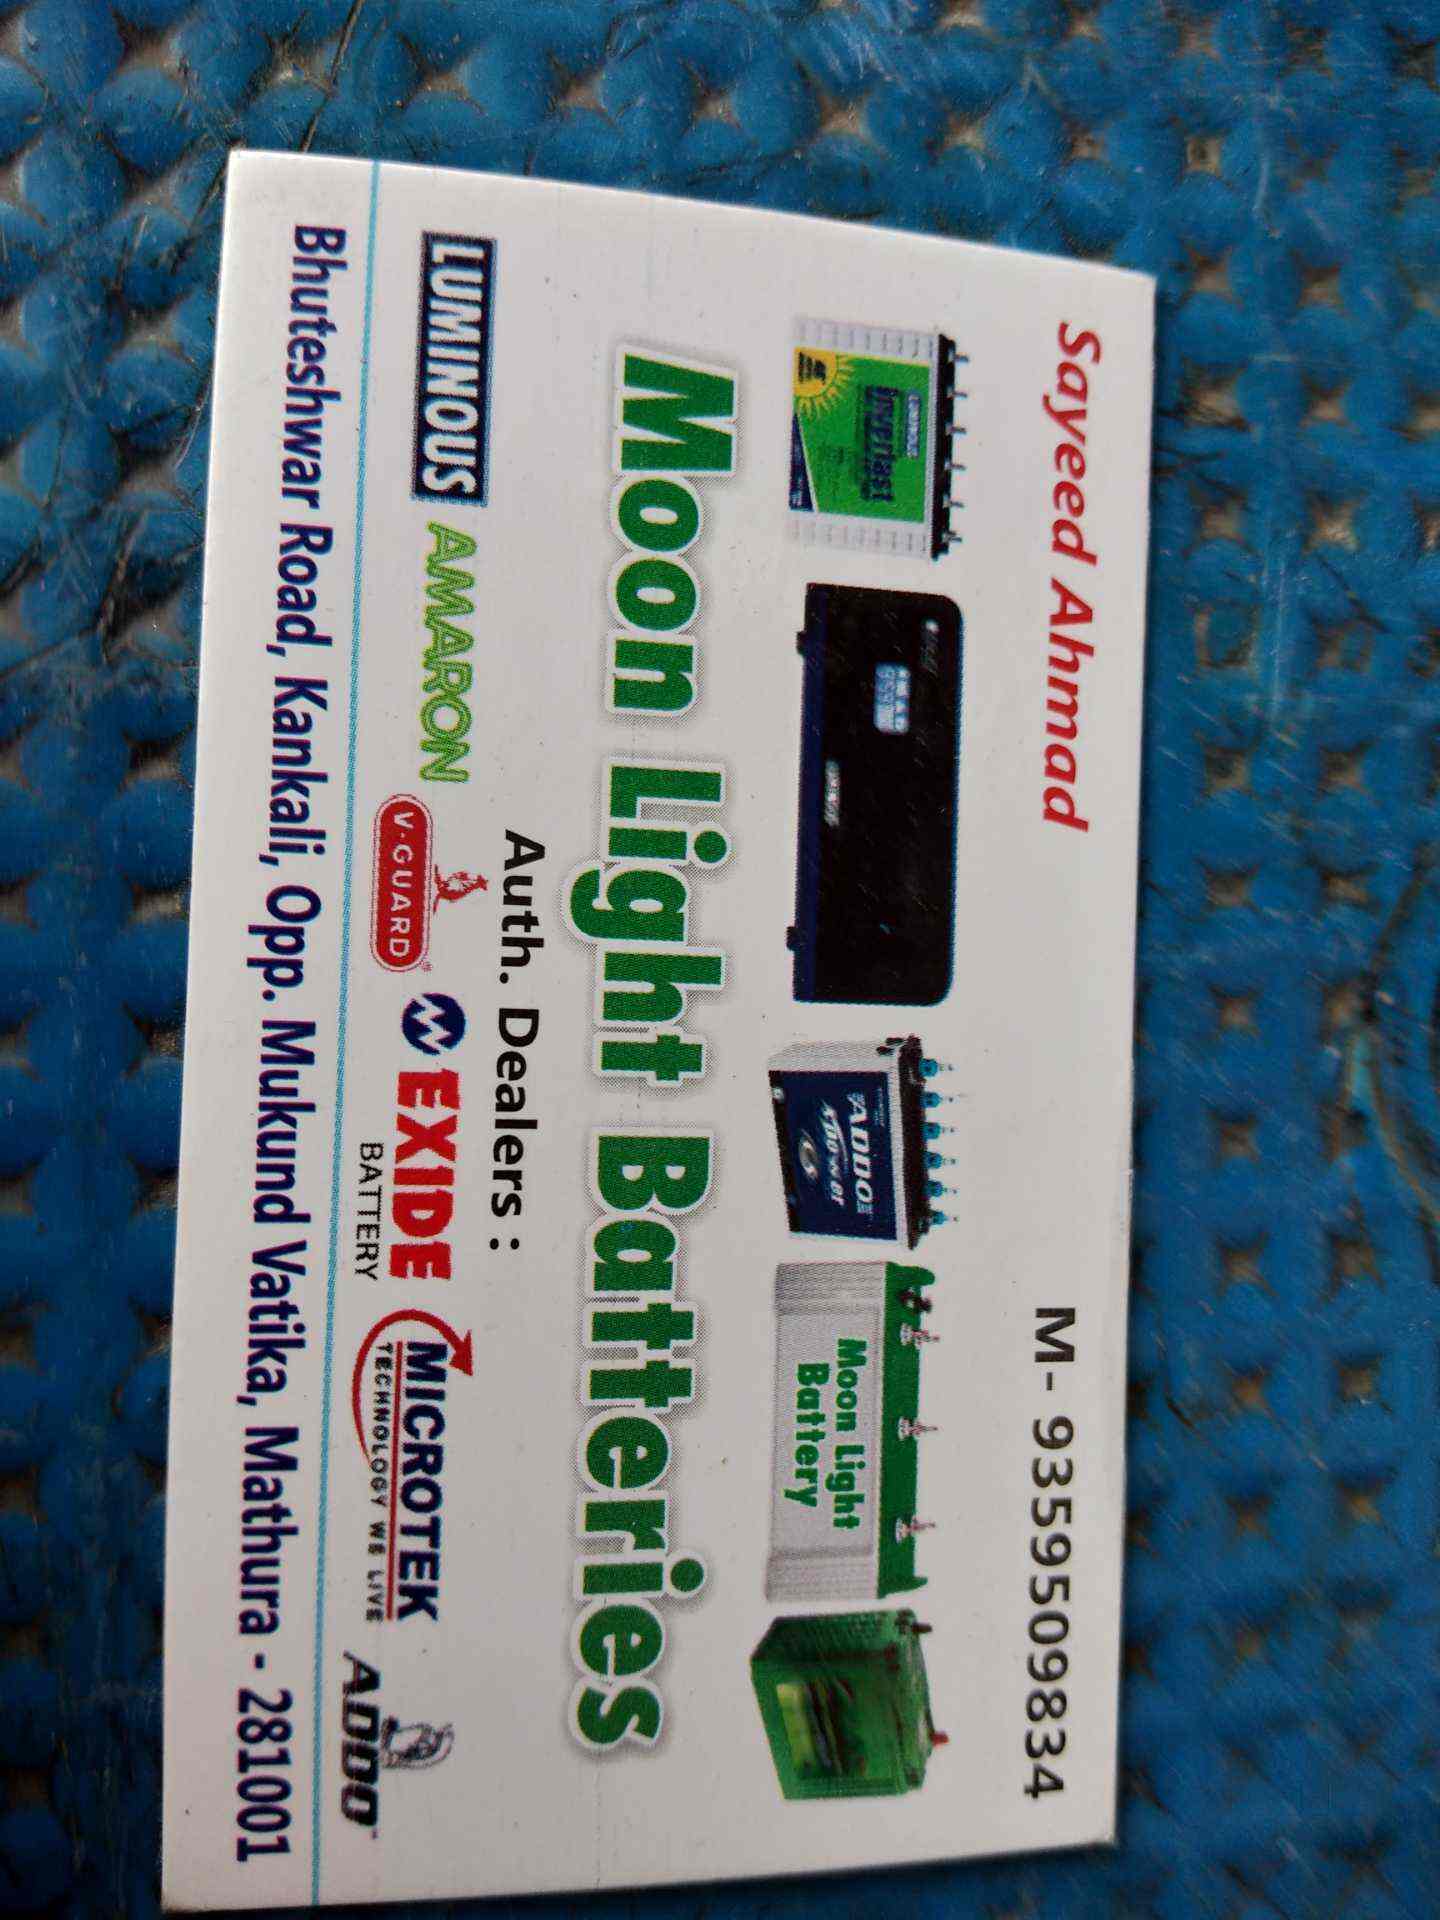 Sayeed Ahmad
M- 9359509834
LUMINOUS
ADDO
Moon Light
Battery
Moon Light Batteries
Auth. Dealers :
LUMINOUS
AMARON
V-GUARD
EXIDE
BATTERY
MICROTEK
TECHNOLOGY WE LIVE
ADDO
Bhuteshwar Road, Kankali, Opp. Mukund Vatika, Mathura - 281001